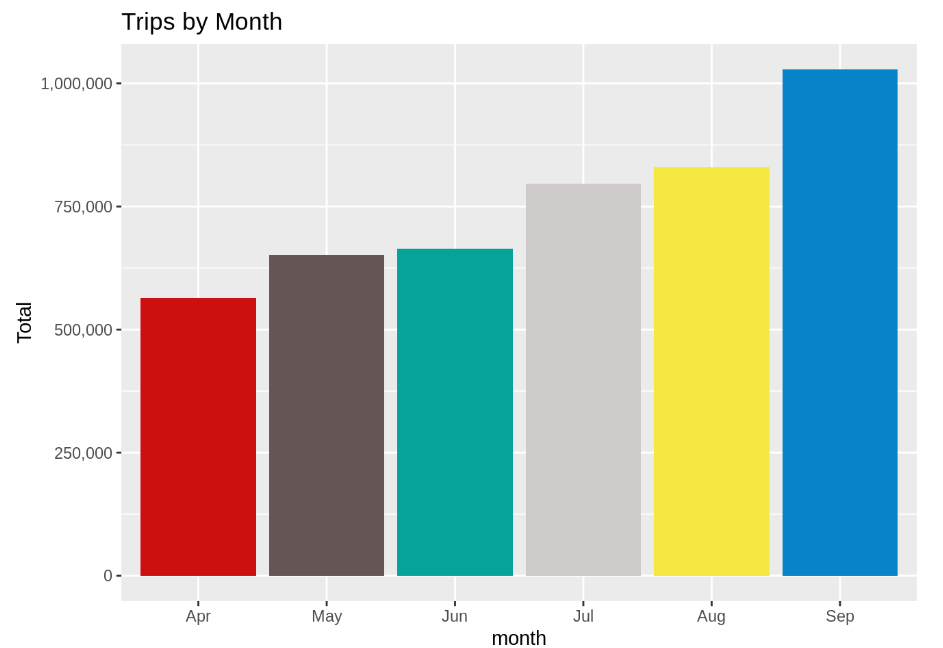 Trips by Month
Total
1,000,000
750,000
500,000
250,000
0
Apr May Jun Jul Aug Sep
month